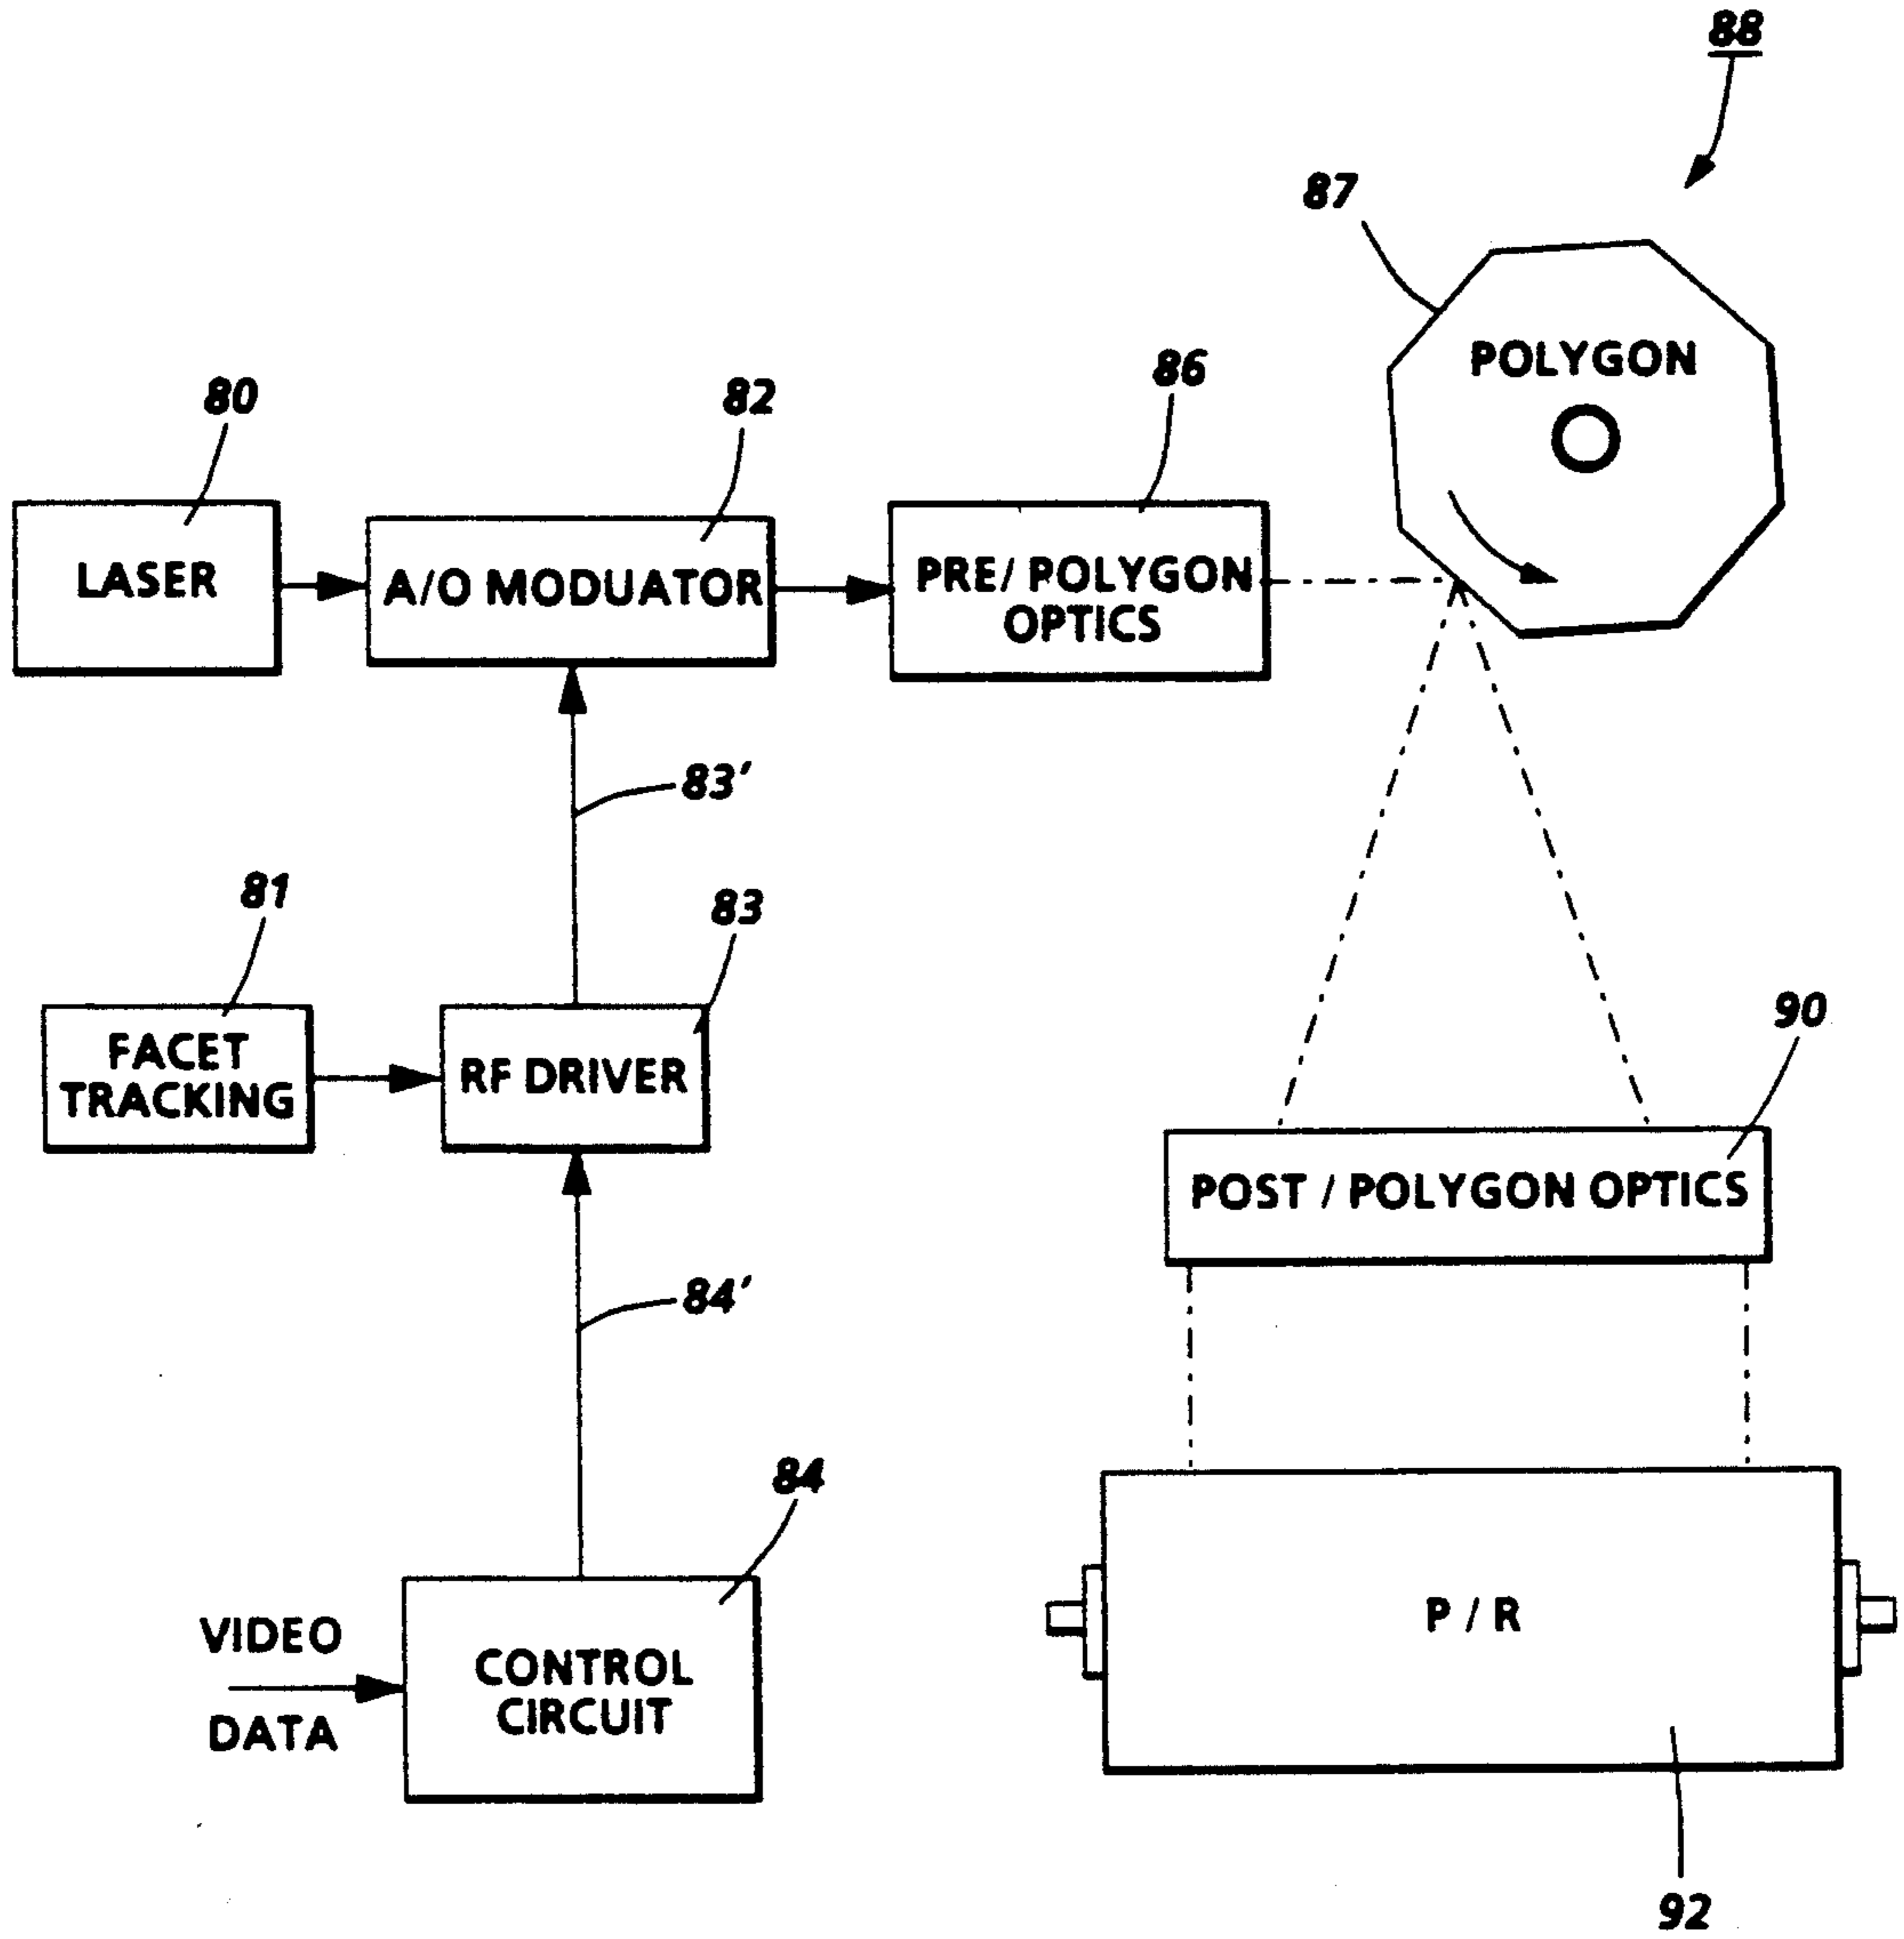 88
87
POLYGON
80
82
86
LASER
A/O MODUATOR
PRE/ POLYGON
OPTICS
83'
81
83
FACET
TRACKING
RF DRIVER
90
POST / POLYGON OPTICS
84'
84
VIDEO
DATA
CONTROL
CIRCUIT
P / R
92